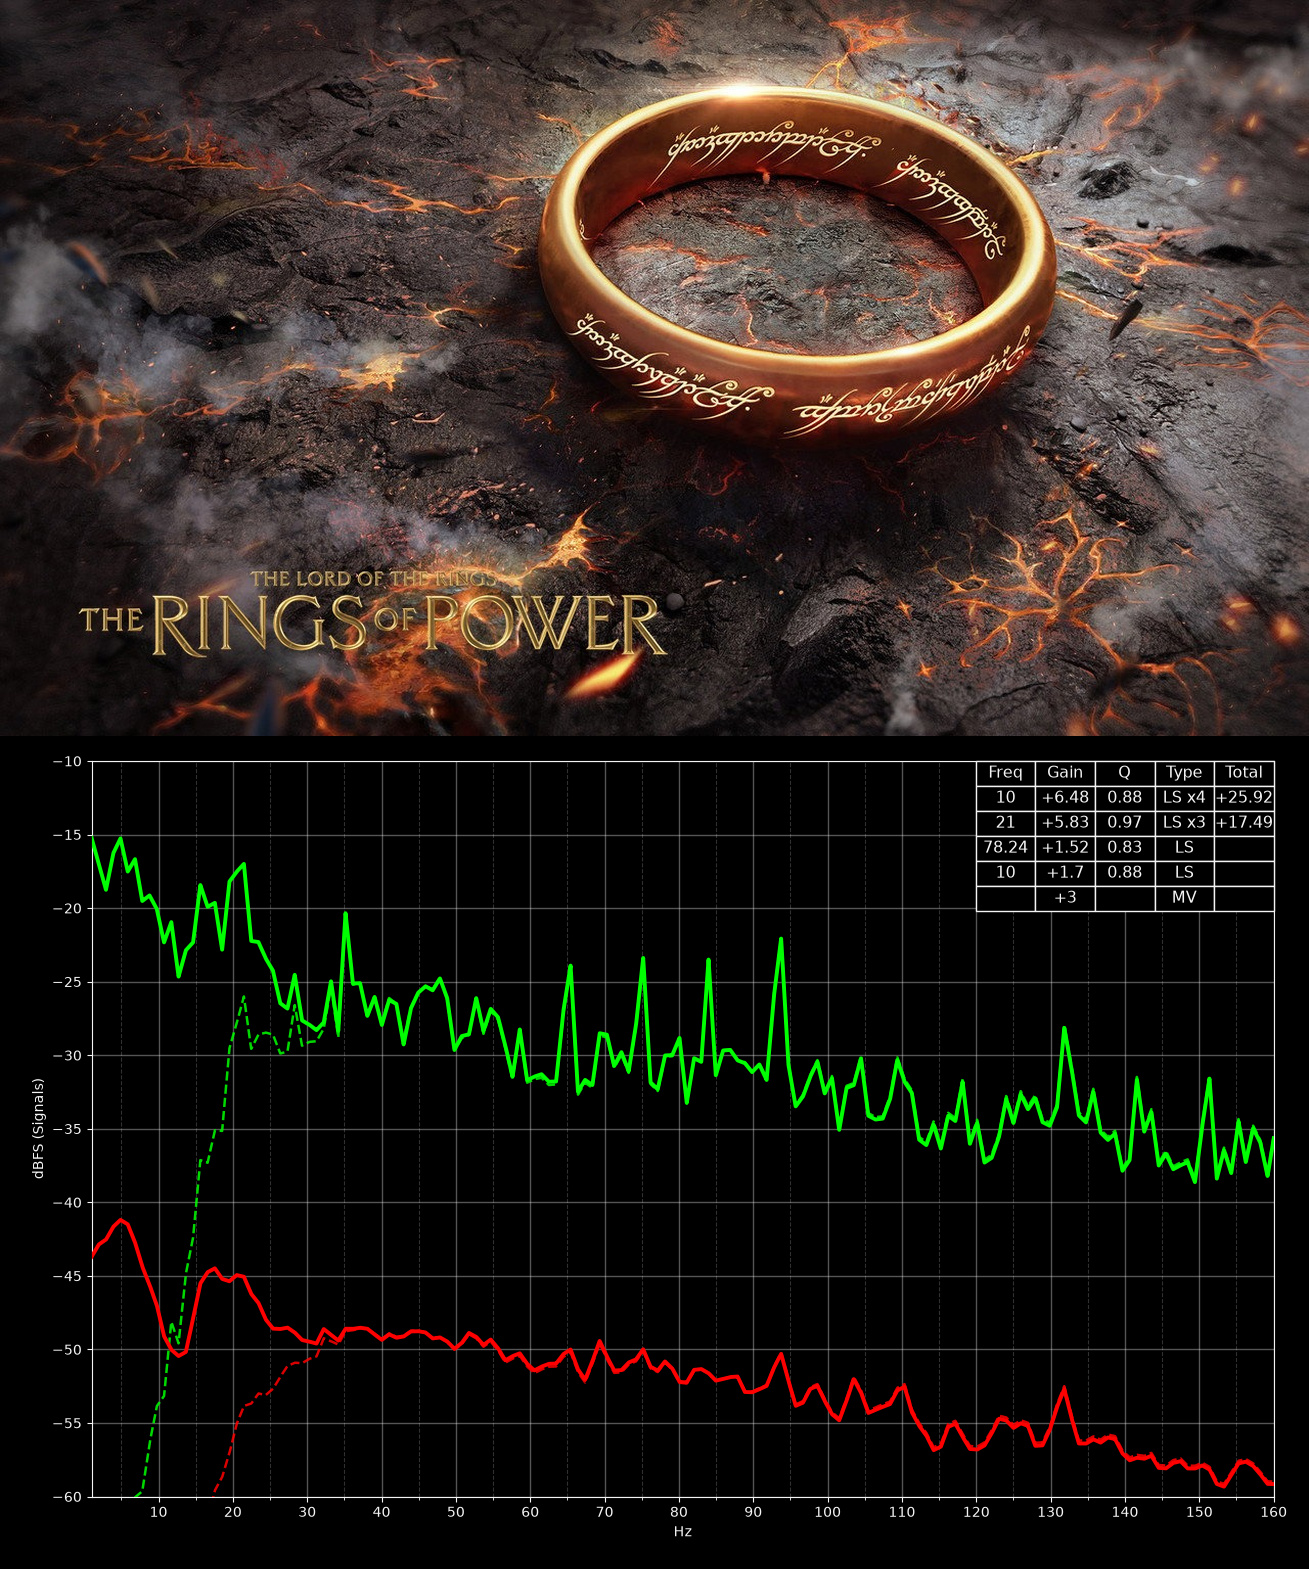 THE LORD OF THE RINGS
THE RINGS OF POWER
−10
−15
−20
−25
−30
−35
−40
−45
−50
−55
−60
dBFS (Signals)
10 20 30 40 50 60 70 80 90 100 110 120 130 140 150 160
Hz
Freq Gain Q Type Total
10 +6.48 0.88 LS x4 +25.92
21 +5.83 0.97 LS x3 +17.49
78.24 +1.52 0.83 LS
10 +1.7 0.88 LS
+3 MV